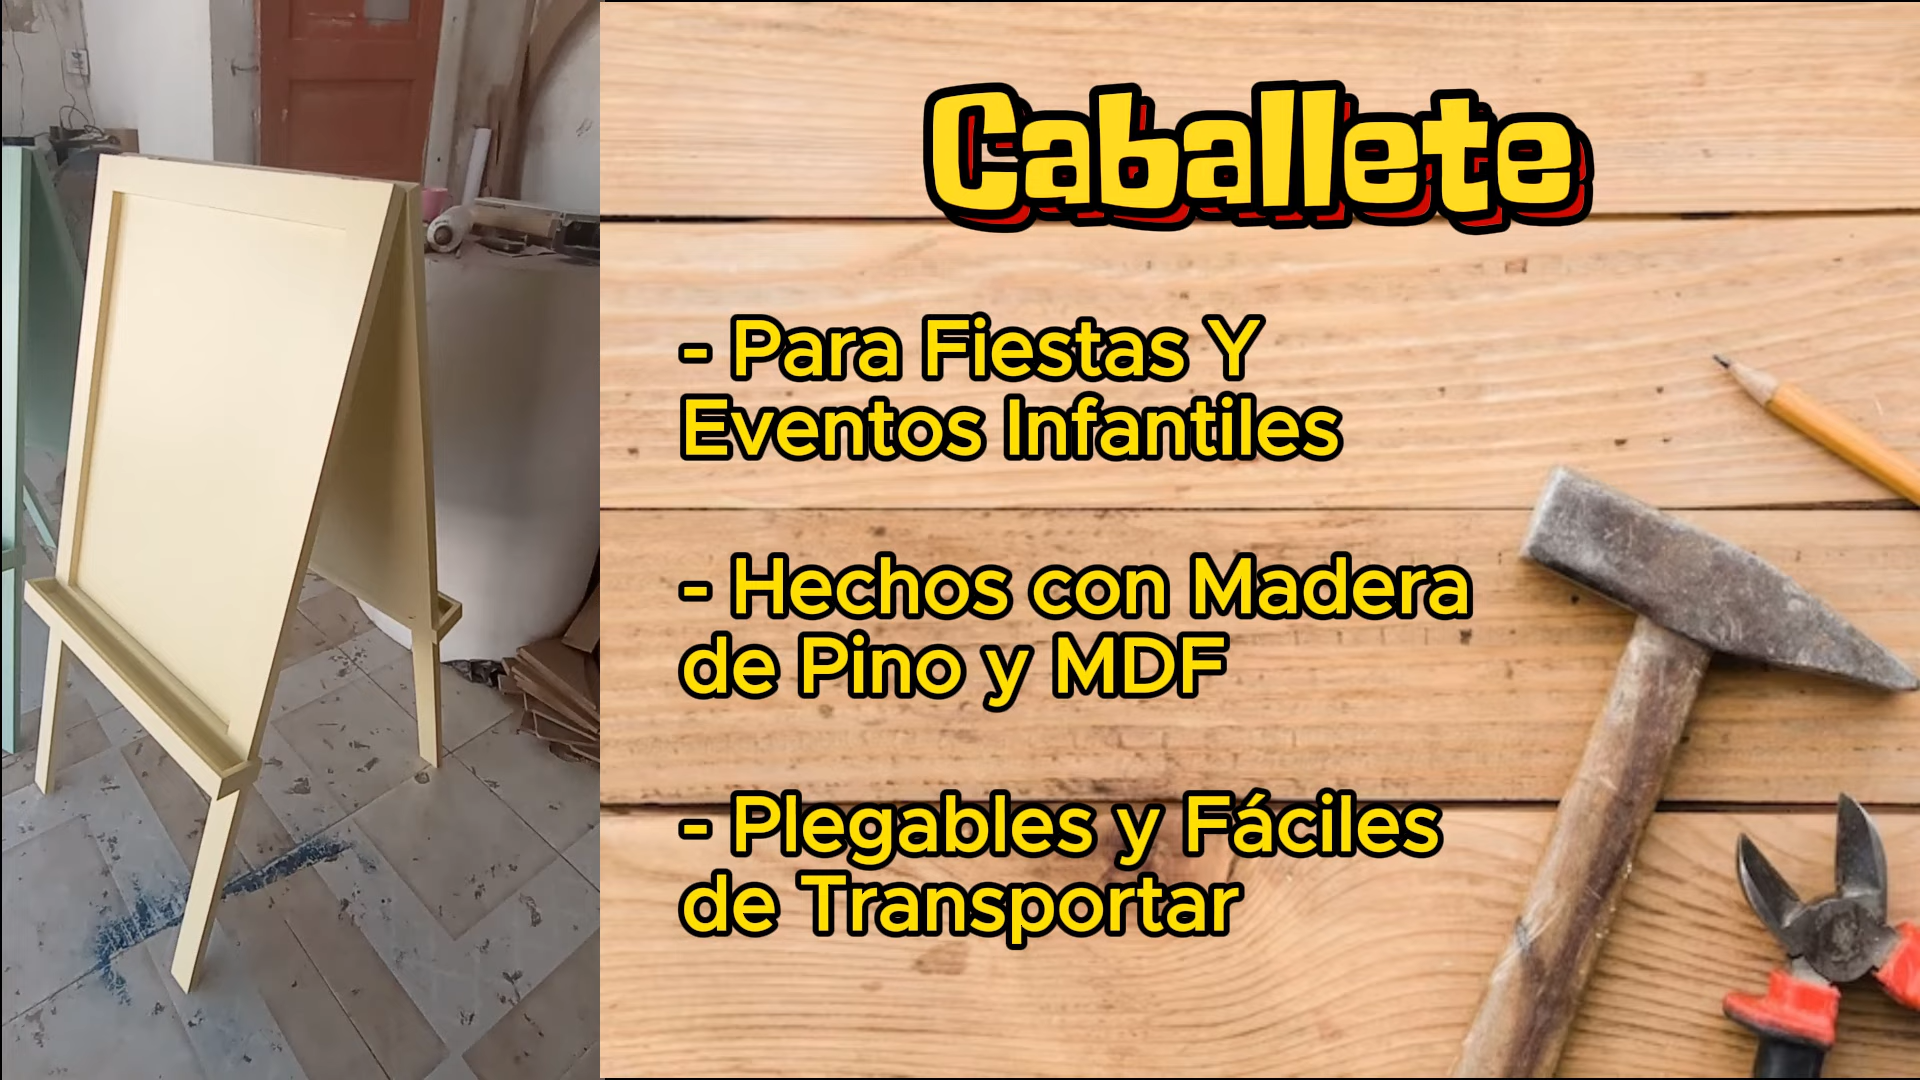 Caballete
- Para Fiestas Y
Eventos Infantiles
- Hechos con Madera
de Pino y MDF
- Plegables y Fáciles
de Transportar